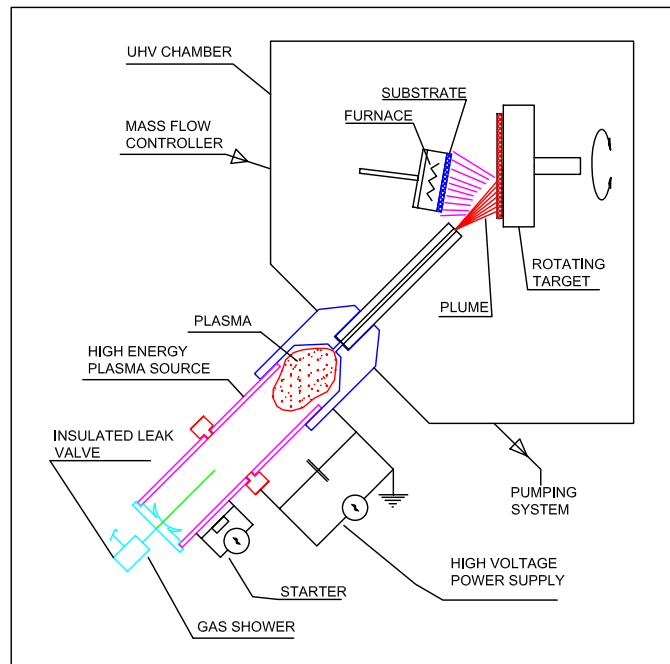 UHV CHAMBER
MASS FLOW
CONTROLLER
SUBSTRATE
FURNACE
ROTATING
TARGET
PLUME
PLASMA
HIGH ENERGY
PLASMA SOURCE
INSULATED LEAK
VALVE
PUMPING
SYSTEM
HIGH VOLTAGE
POWER SUPPLY
STARTER
GAS SHOWER